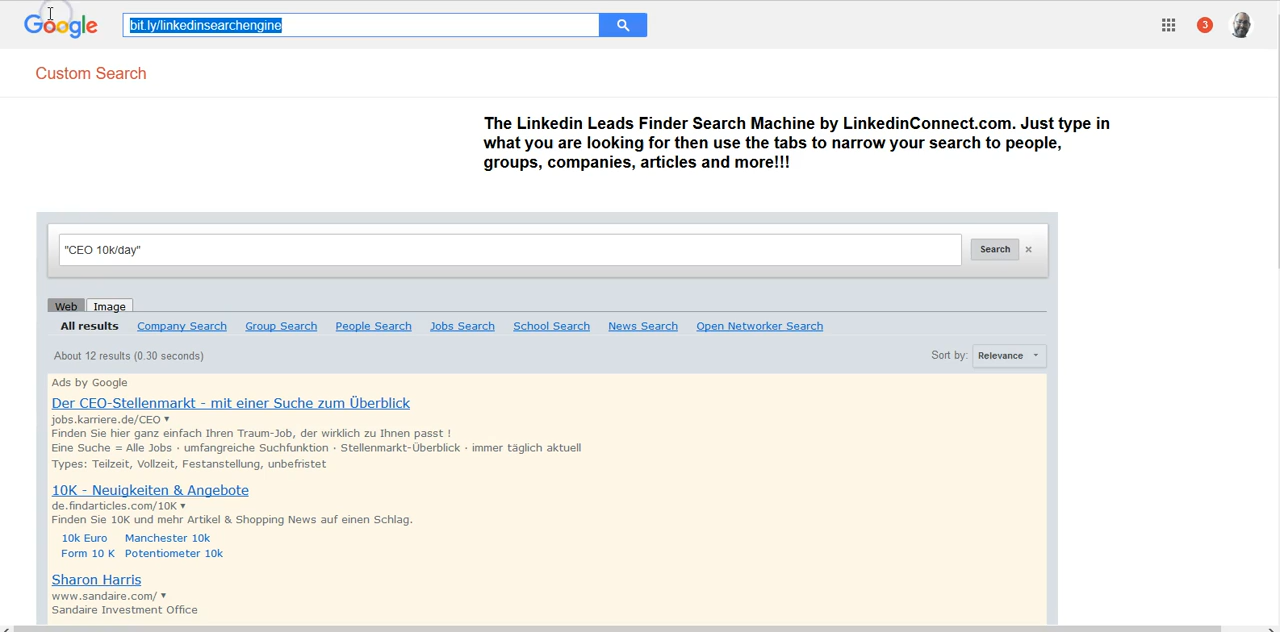 Google bit.ly/linkedinsearchengine 3
Custom Search
The Linkedin Leads Finder Search Machine by LinkedinConnect.com. Just type in
what you are looking for then use the tabs to narrow your search to people,
groups, companies, articles and more!!!
"CEO 10k/day" Search ×
Web Image
All results Company Search Group Search People Search Jobs Search School Search News Search Open Networker Search
About 12 results (0.30 seconds) Sort by: Relevance
Ads by Google
Der CEO-Stellenmarkt - mit einer Suche zum Überblick
jobs.karriere.de/CEO
Finden Sie hier ganz einfach Ihren Traum-Job, der wirklich zu Ihnen passt !
Eine Suche = Alle Jobs · umfangreiche Suchfunktion · Stellenmarkt-Überblick · immer täglich aktuell
Types: Teilzeit, Vollzeit, Festanstellung, unbefristet
10K - Neuigkeiten & Angebote
de.findarticles.com/10K
Finden Sie 10K und mehr Artikel & Shopping News auf einen Schlag.
10k Euro Manchester 10k
Form 10 K Potentiometer 10k
Sharon Harris
www.sandaire.com/
Sandaire Investment Office